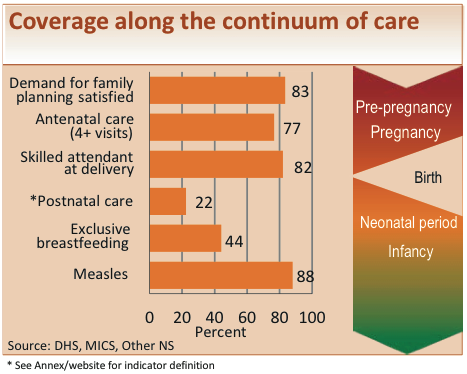 Coverage along the continuum of care
Demand for family
planning satisfied
83
Antenatal care
(4+ visits)
77
Skilled attendant
at delivery
82
*Postnatal care
22
Exclusive
breastfeeding
44
Measles
88
0 20 40 60 80 100
Percent
Pre-pregnancy
Pregnancy
Birth
Neonatal period
Infancy
Source: DHS, MICS, Other NS
* See Annex/website for indicator definition